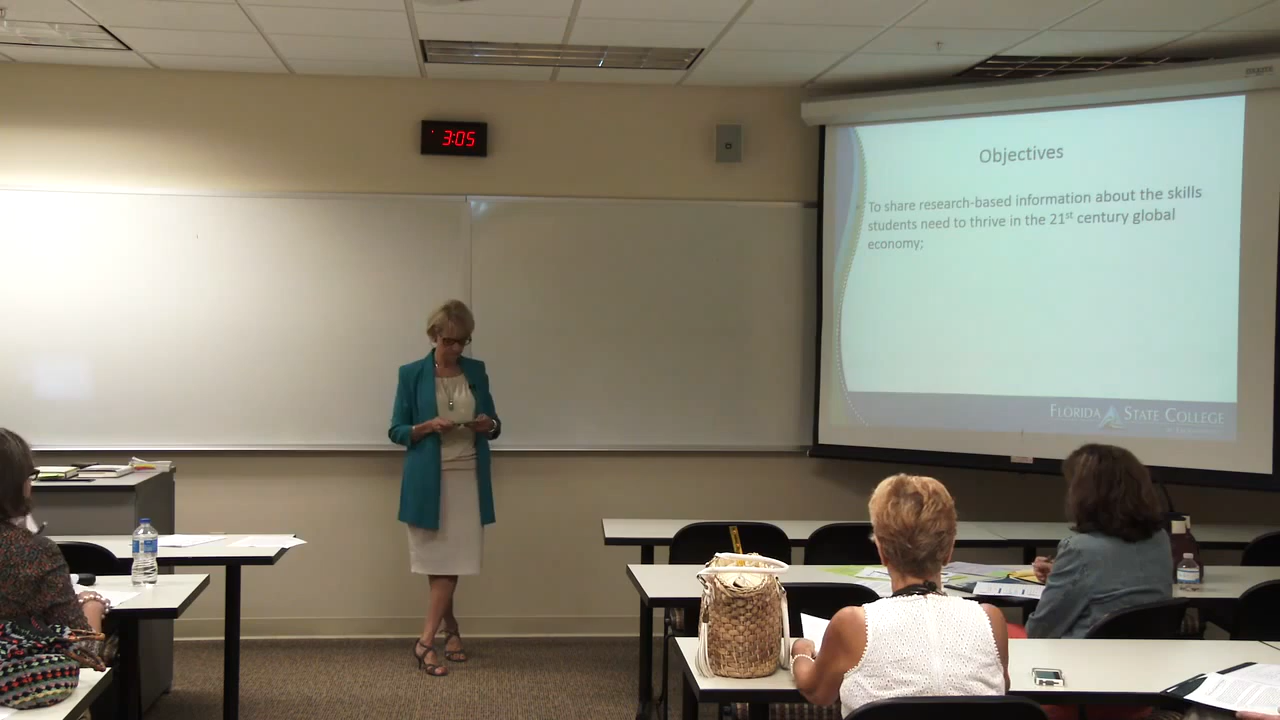 3:05
Objectives
To share research-based information about the skills
students need to thrive in the 21st century global
economy;
FLORIDA STATE COLLEGE